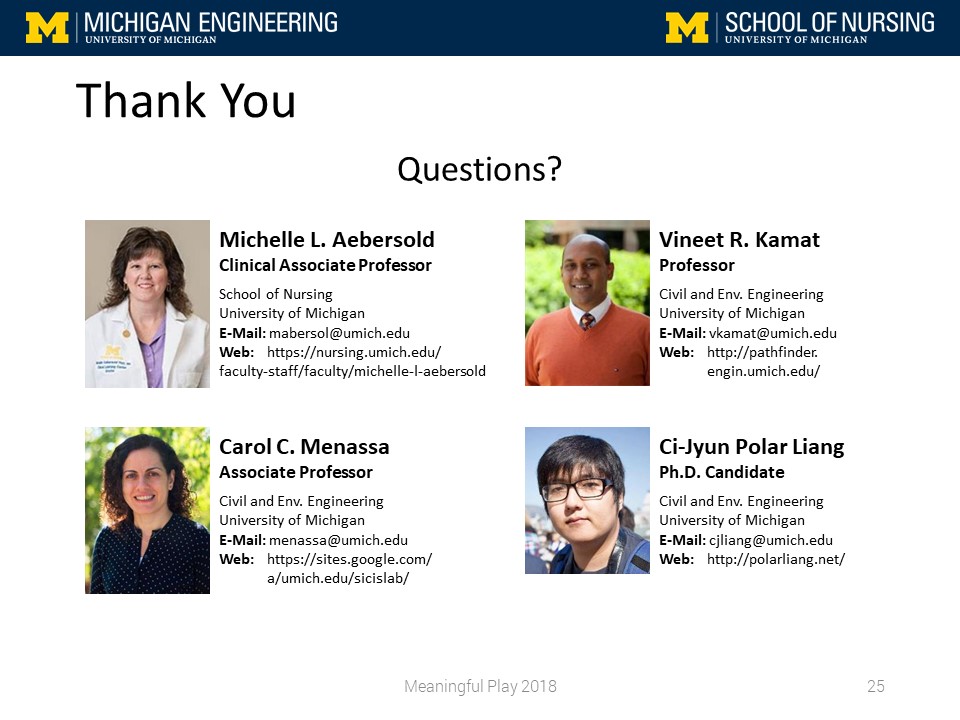 M | MICHIGAN ENGINEERING
UNIVERSITY OF MICHIGAN
M | SCHOOL OF NURSING
UNIVERSITY OF MICHIGAN
Thank You
Questions?
Michelle L. Aebersold
Clinical Associate Professor
School of Nursing
University of Michigan
E-Mail: mabersol@umich.edu
Web: https://nursing.umich.edu/
faculty-staff/faculty/michelle-l-aebersold
Vineet R. Kamat
Professor
Civil and Env. Engineering
University of Michigan
E-Mail: vkamat@umich.edu
Web: http://pathfinder.
engin.umich.edu/
Carol C. Menassa
Associate Professor
Civil and Env. Engineering
University of Michigan
E-Mail: menassa@umich.edu
Web: https://sites.google.com/
a/umich.edu/sicislab/
Ci-Jyun Polar Liang
Ph.D. Candidate
Civil and Env. Engineering
University of Michigan
E-Mail: cjliang@umich.edu
Web: http://polarliang.net/
Meaningful Play 2018
25